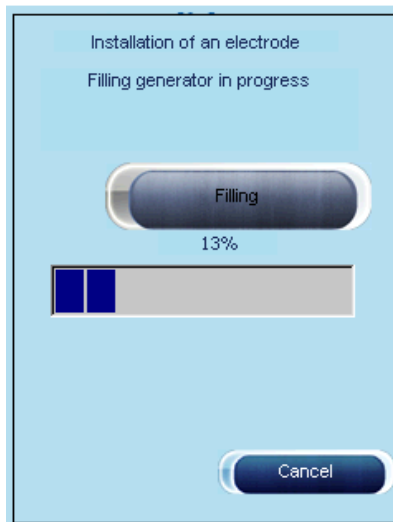 Installation of an electrode
Filling generator in progress
Filling
13%
Cancel